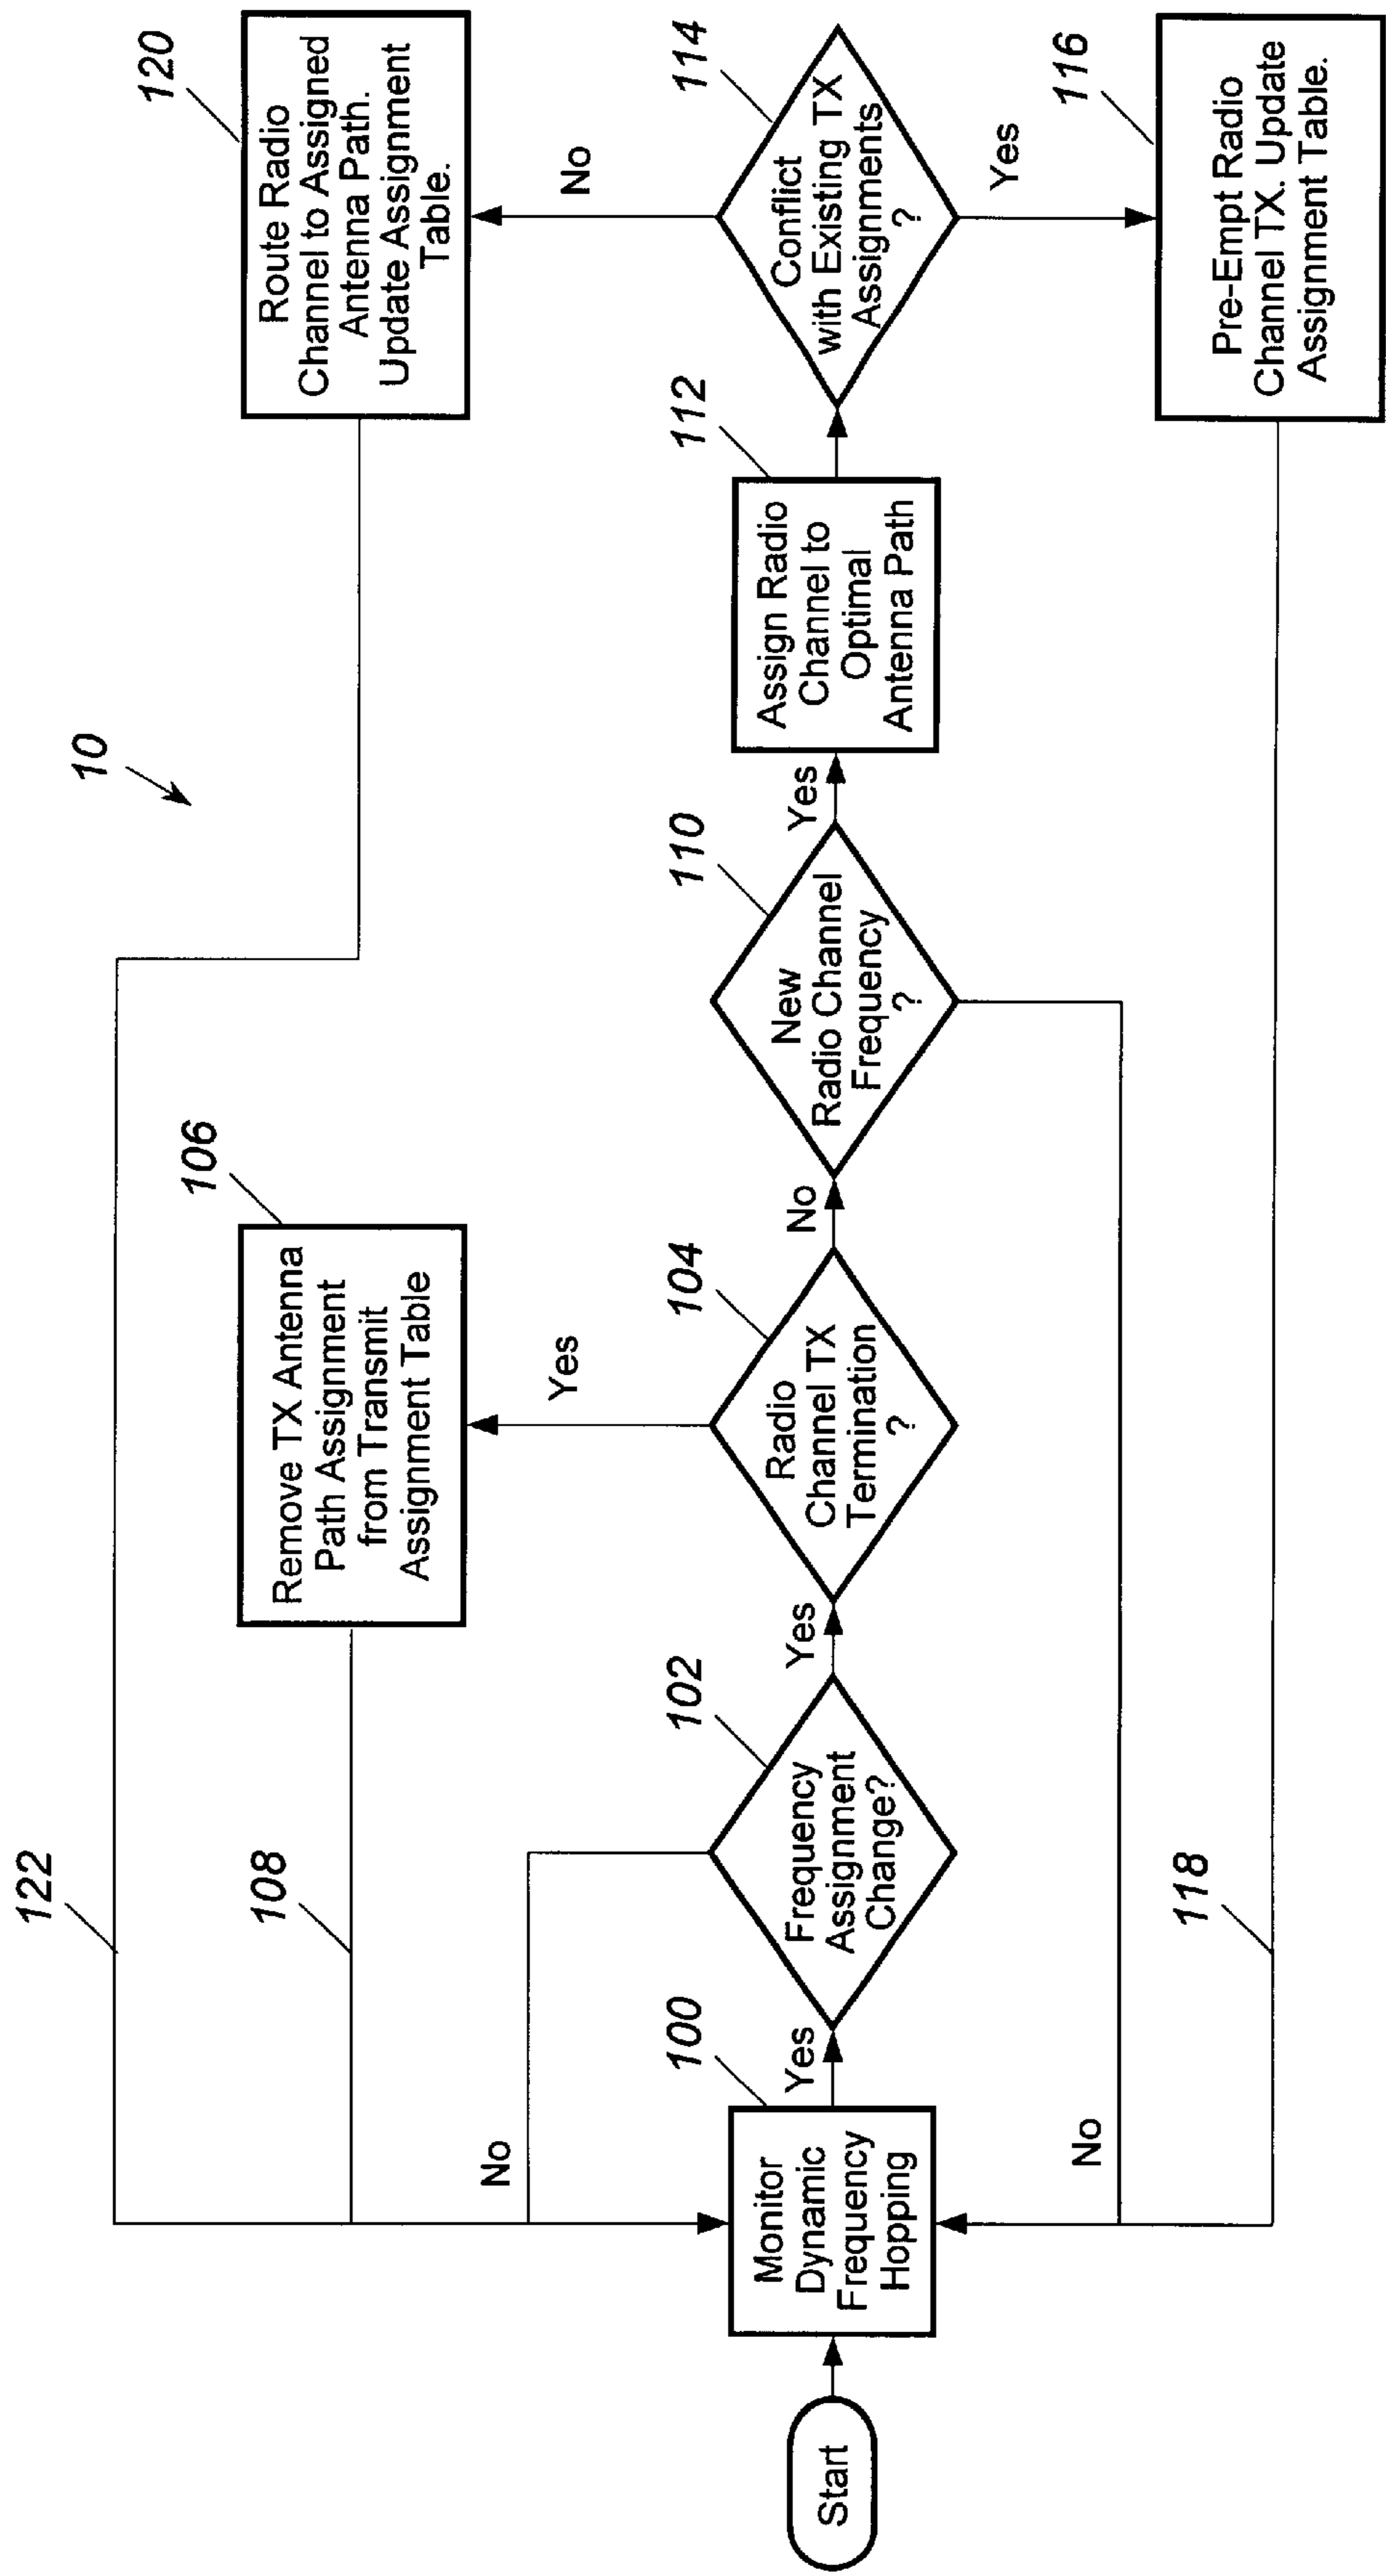 10
Start
Monitor
Dynamic
Frequency
Hopping
100
Yes
Frequency
Assignment
Change?
102
No
Yes
Radio
Channel TX
Termination
?
104
Yes
Remove TX Antenna
Path Assignment
from Transmit
Assignment Table
106
108
No
New
Radio Channel
Frequency
?
110
No
Yes
Assign Radio
Channel to
Optimal
Antenna Path
112
Conflict
with Existing TX
Assignments
?
114
Yes
Pre-Empt Radio
Channel TX. Update
Assignment Table.
116
118
No
Route Radio
Channel to Assigned
Antenna Path.
Update Assignment
Table.
120
122